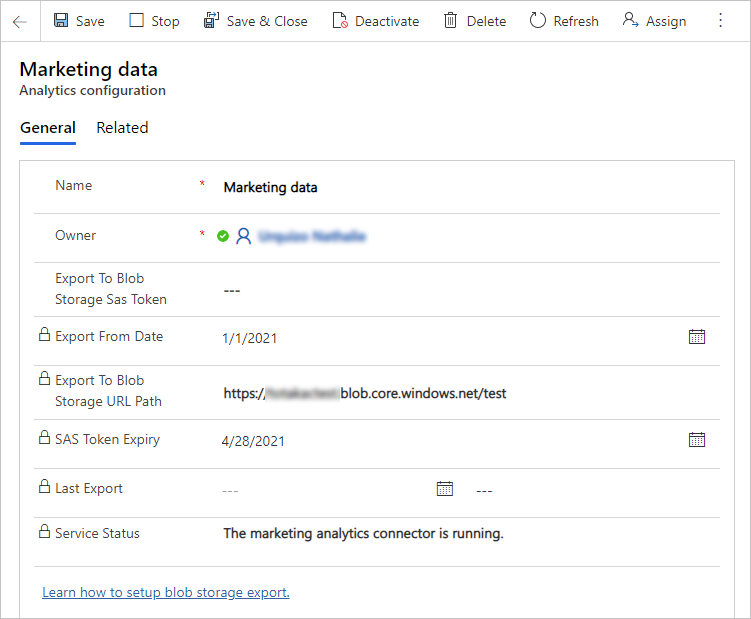 Save Stop Save & Close Deactivate Delete Refresh Assign
Marketing data
Analytics configuration
General Related
Name * Marketing data
Owner *
Export To Blob
Storage Sas Token
---
Export From Date 1/1/2021
Export To Blob
Storage URL Path
https:// blob.core.windows.net/test
SAS Token Expiry 4/28/2021
Last Export --- ---
Service Status The marketing analytics connector is running.
Learn how to setup blob storage export.